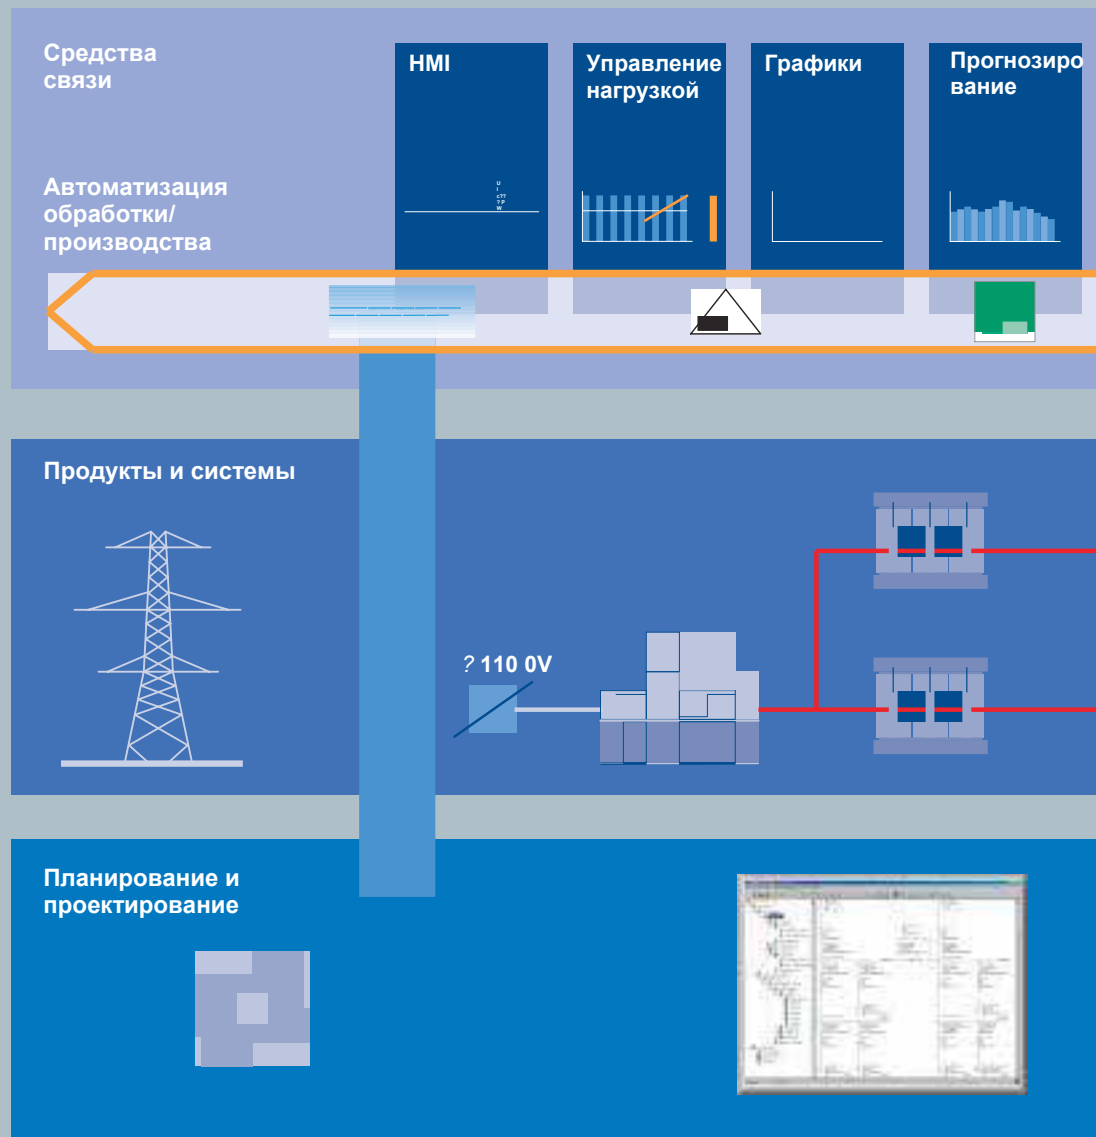 Средства
связи
HMI
Управление
нагрузкой
Графики
Прогнозиро
вание
Автоматизация
обработки/
производства
U
I
c??
? P
W
Продукты и системы
? 110 0V
Планирование и
проектирование